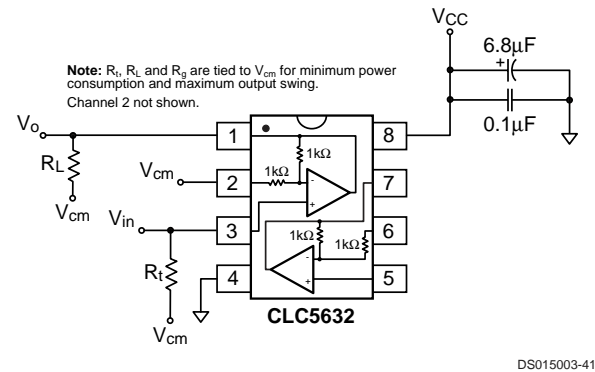 VCC
6.8μF
+
0.1μF
Note: Rt, RL and Rg are tied to Vcm for minimum power
consumption and maximum output swing.
Channel 2 not shown.
Vo
RL
Vcm
Vcm
Vin
Rt
Vcm
1
2
3
4
8
7
6
5
1kΩ
1kΩ
-
+
1kΩ
1kΩ
-
+
CLC5632
DS015003-41